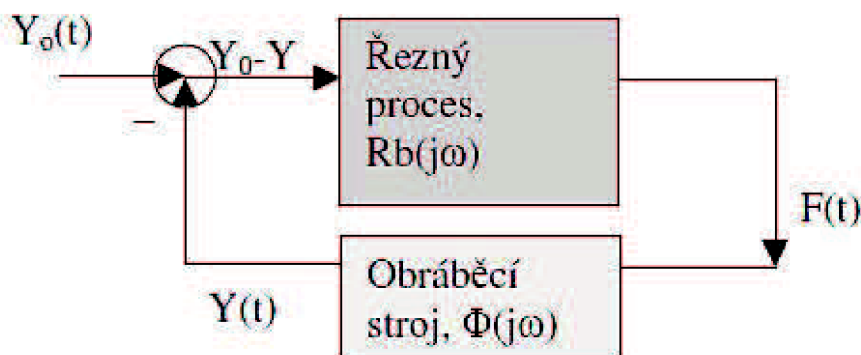 Yₒ(t)
Y₀-Y
–
Řezný
proces,
Rb(jω)
F(t)
Y(t)
Obráběcí
stroj, Φ(jω)